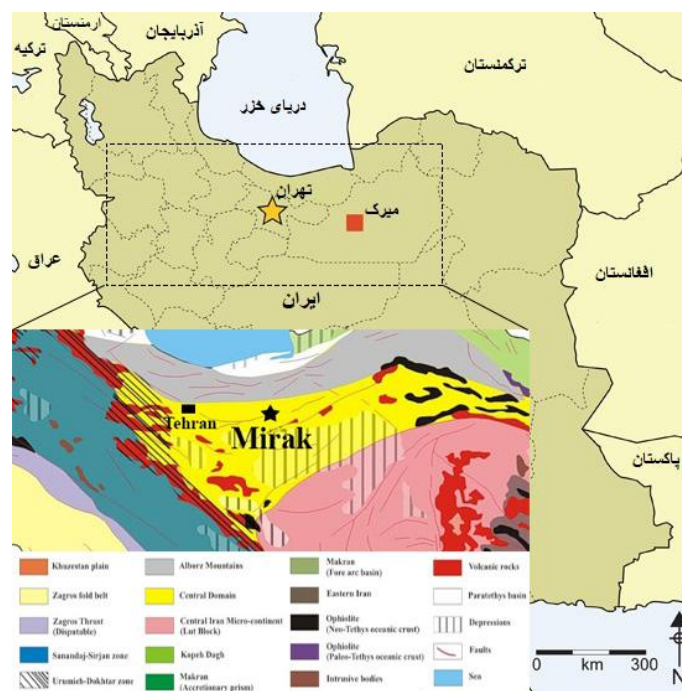 ارمنستان
آذربایجان
ترکیه
ترکمنستان
دریای خزر
تهران
میرک
عراق
افغانستان
ایران
پاکستان
Tehran
Mirak
Khuzestan plain
Alborz Mountains
Makran
(Fore arc basin)
Volcanic rocks
Zagros fold belt
Central Domain
Eastern Iran
Paratethys basin
Zagros Thrust
(Disputable)
Central Iran Micro-continent
(Lut Block)
Ophiolite
(Neo-Tethys oceanic crust)
Depressions
Sanandaj-Sirjan zone
Kopeh Dagh
Ophiolite
(Paleo-Tethys oceanic crust)
Faults
Urumieh-Dokhtar zone
Makran
(Accretionary prism)
Intrusive bodies
Sea
0 km 300
N